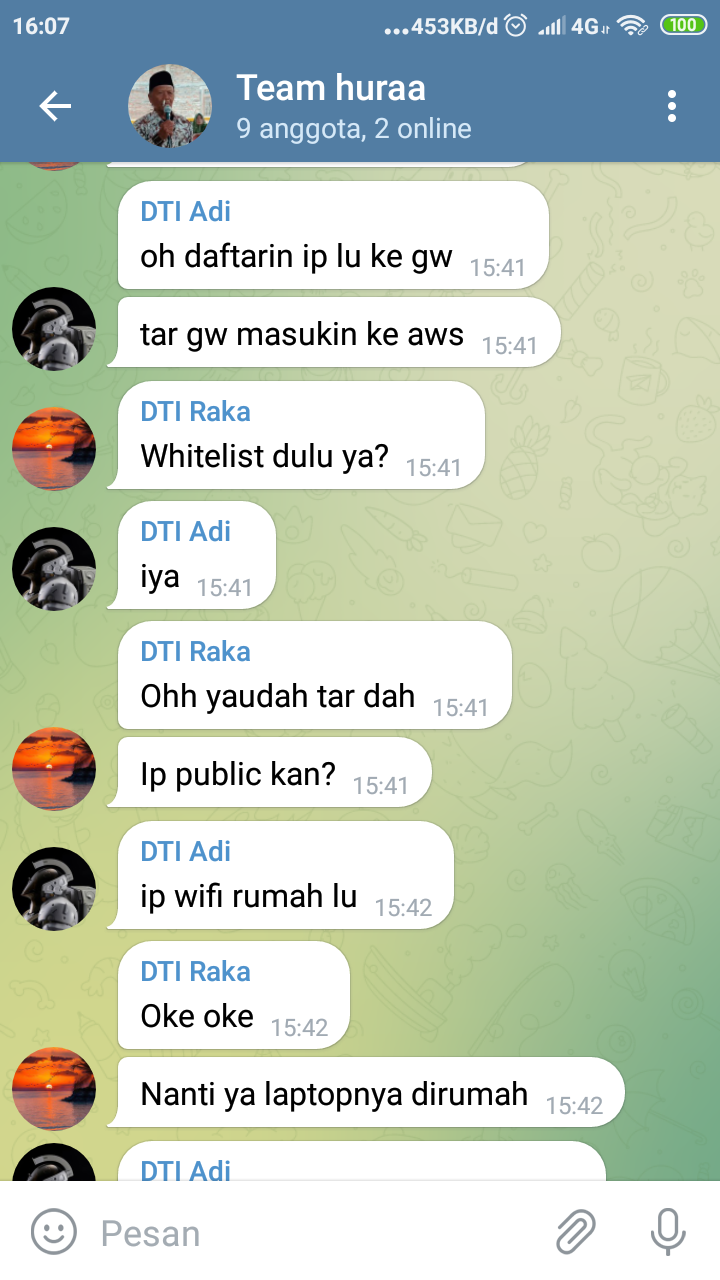 16:07
...453KB/d 4G 100
Team huraa
9 anggota, 2 online
DTI Adi
oh daftarin ip lu ke gw 15:41
tar gw masukin ke aws 15:41
DTI Raka
Whitelist dulu ya? 15:41
DTI Adi
iya 15:41
DTI Raka
Ohh yaudah tar dah 15:41
Ip public kan? 15:41
DTI Adi
ip wifi rumah lu 15:42
DTI Raka
Oke oke 15:42
Nanti ya laptopnya dirumah 15:42
DTI Adi
Pesan